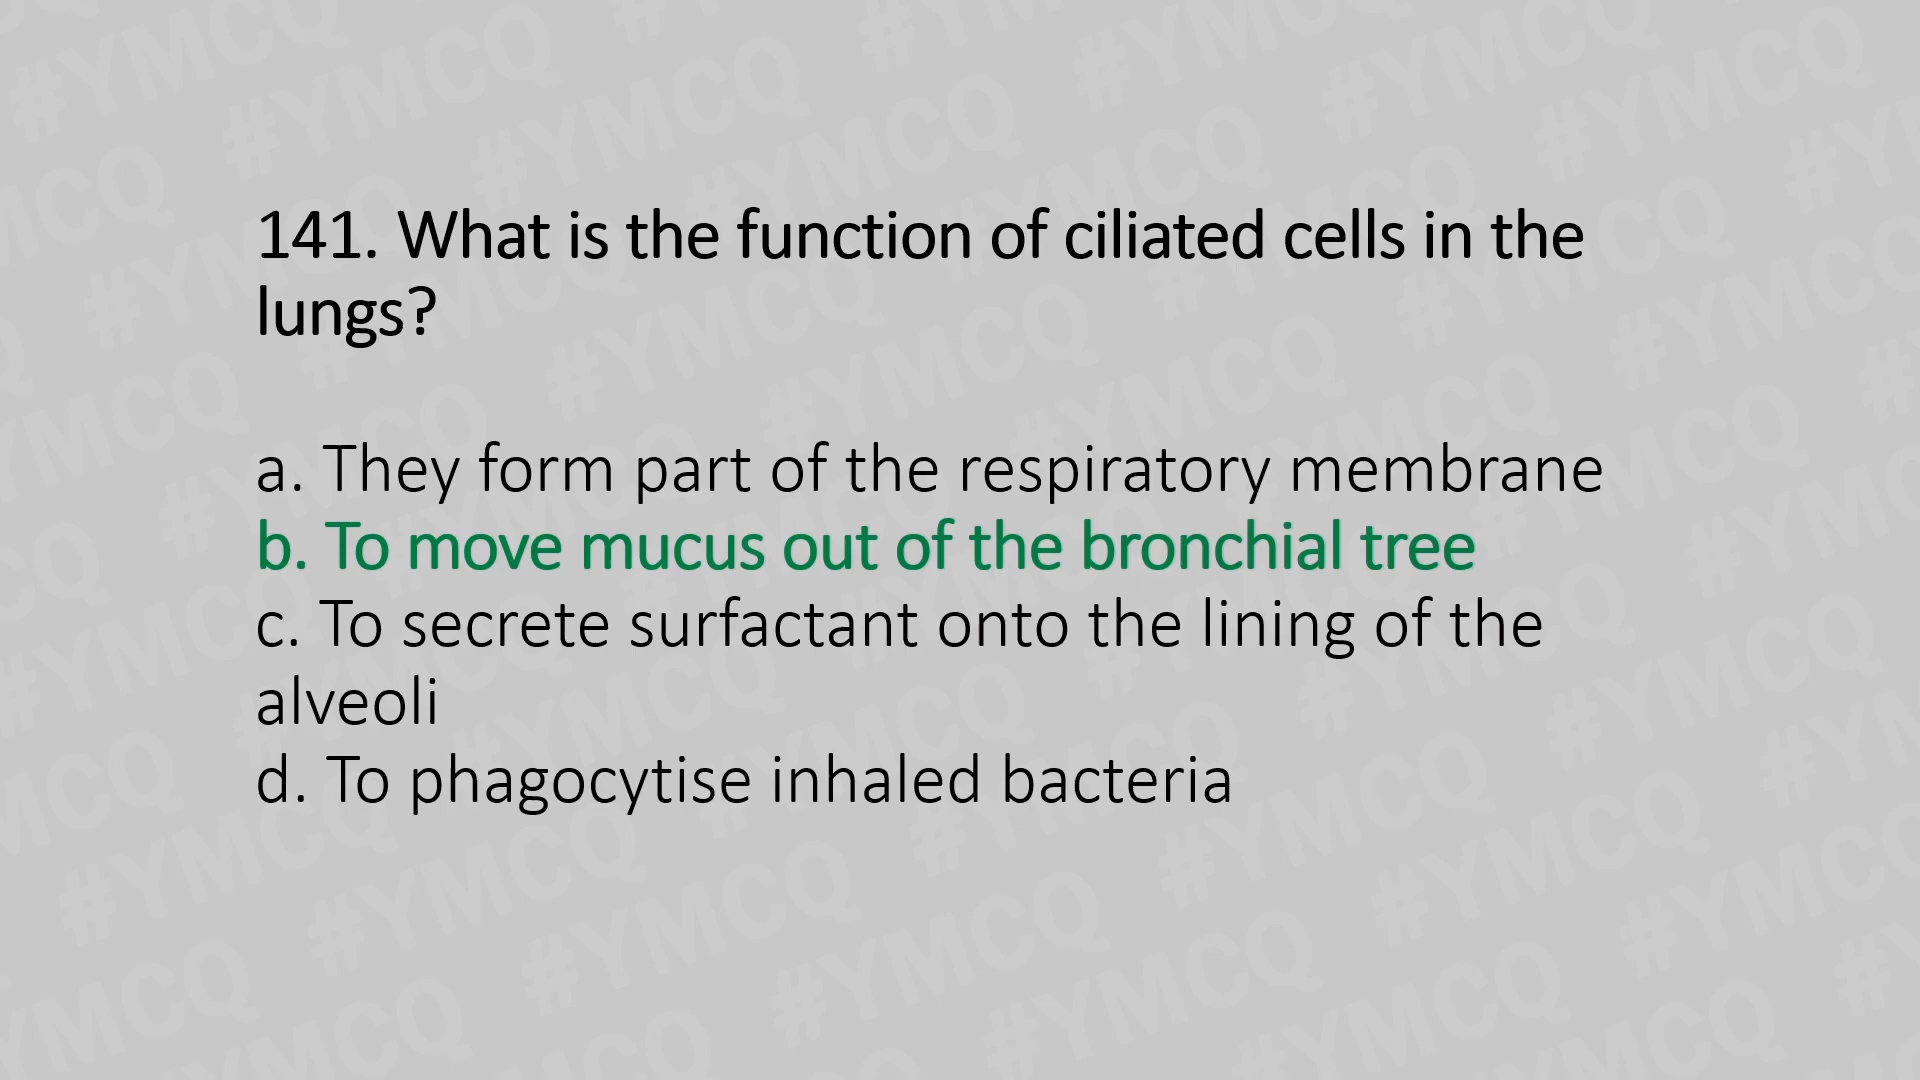 141. What is the function of ciliated cells in the
lungs?
a. They form part of the respiratory membrane
b. To move mucus out of the bronchial tree
c. To secrete surfactant onto the lining of the
alveoli
d. To phagocytise inhaled bacteria
#YMCQ